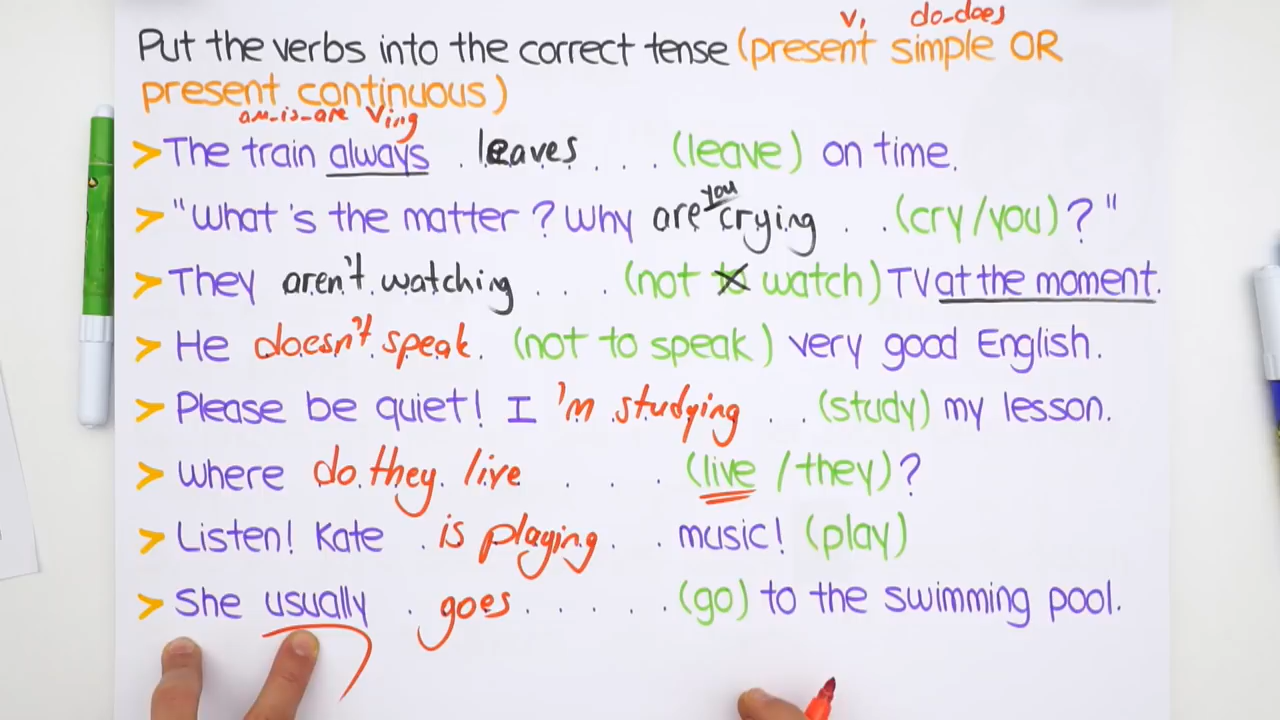 V₁ do-does
Put the verbs into the correct tense (present simple OR
present continuous)
am-is-are Ving
➤ The train always . leaves . . . (leave) on time.
➤ "What's the matter? Why are you crying . . (cry/you)?"
➤ They aren't watching . . . (not to watch) TV at the moment.
➤ He doesn't speak. (not to speak) very good English.
➤ Please be quiet! I 'm studying . . (study) my lesson.
➤ Where do they live . . . (live / they)?
➤ Listen! Kate . is playing . . music! (play)
➤ She usually . goes . . . . . . (go) to the swimming pool.